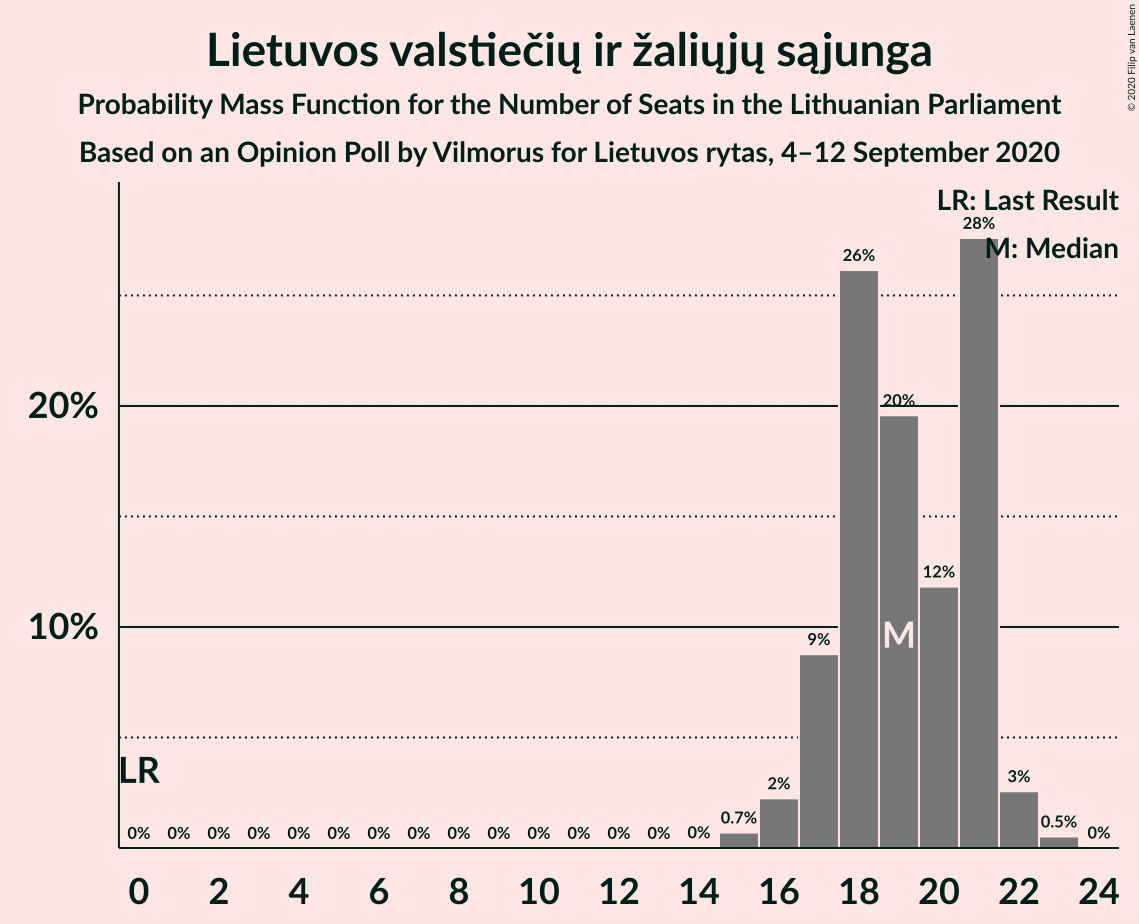 Lietuvos valstiečių ir žaliųjų sąjunga
Probability Mass Function for the Number of Seats in the Lithuanian Parliament
Based on an Opinion Poll by Vilmorus for Lietuvos rytas, 4–12 September 2020
© 2020 Filip van Laenen
LR: Last Result
M: Median
28%
26%
20%
20%
12%
10%
9%
M
LR
3%
2%
0.7%
0.5%
0% 0% 0% 0% 0% 0% 0% 0% 0% 0% 0% 0% 0% 0% 0% 0%
0 2 4 6 8 10 12 14 16 18 20 22 24